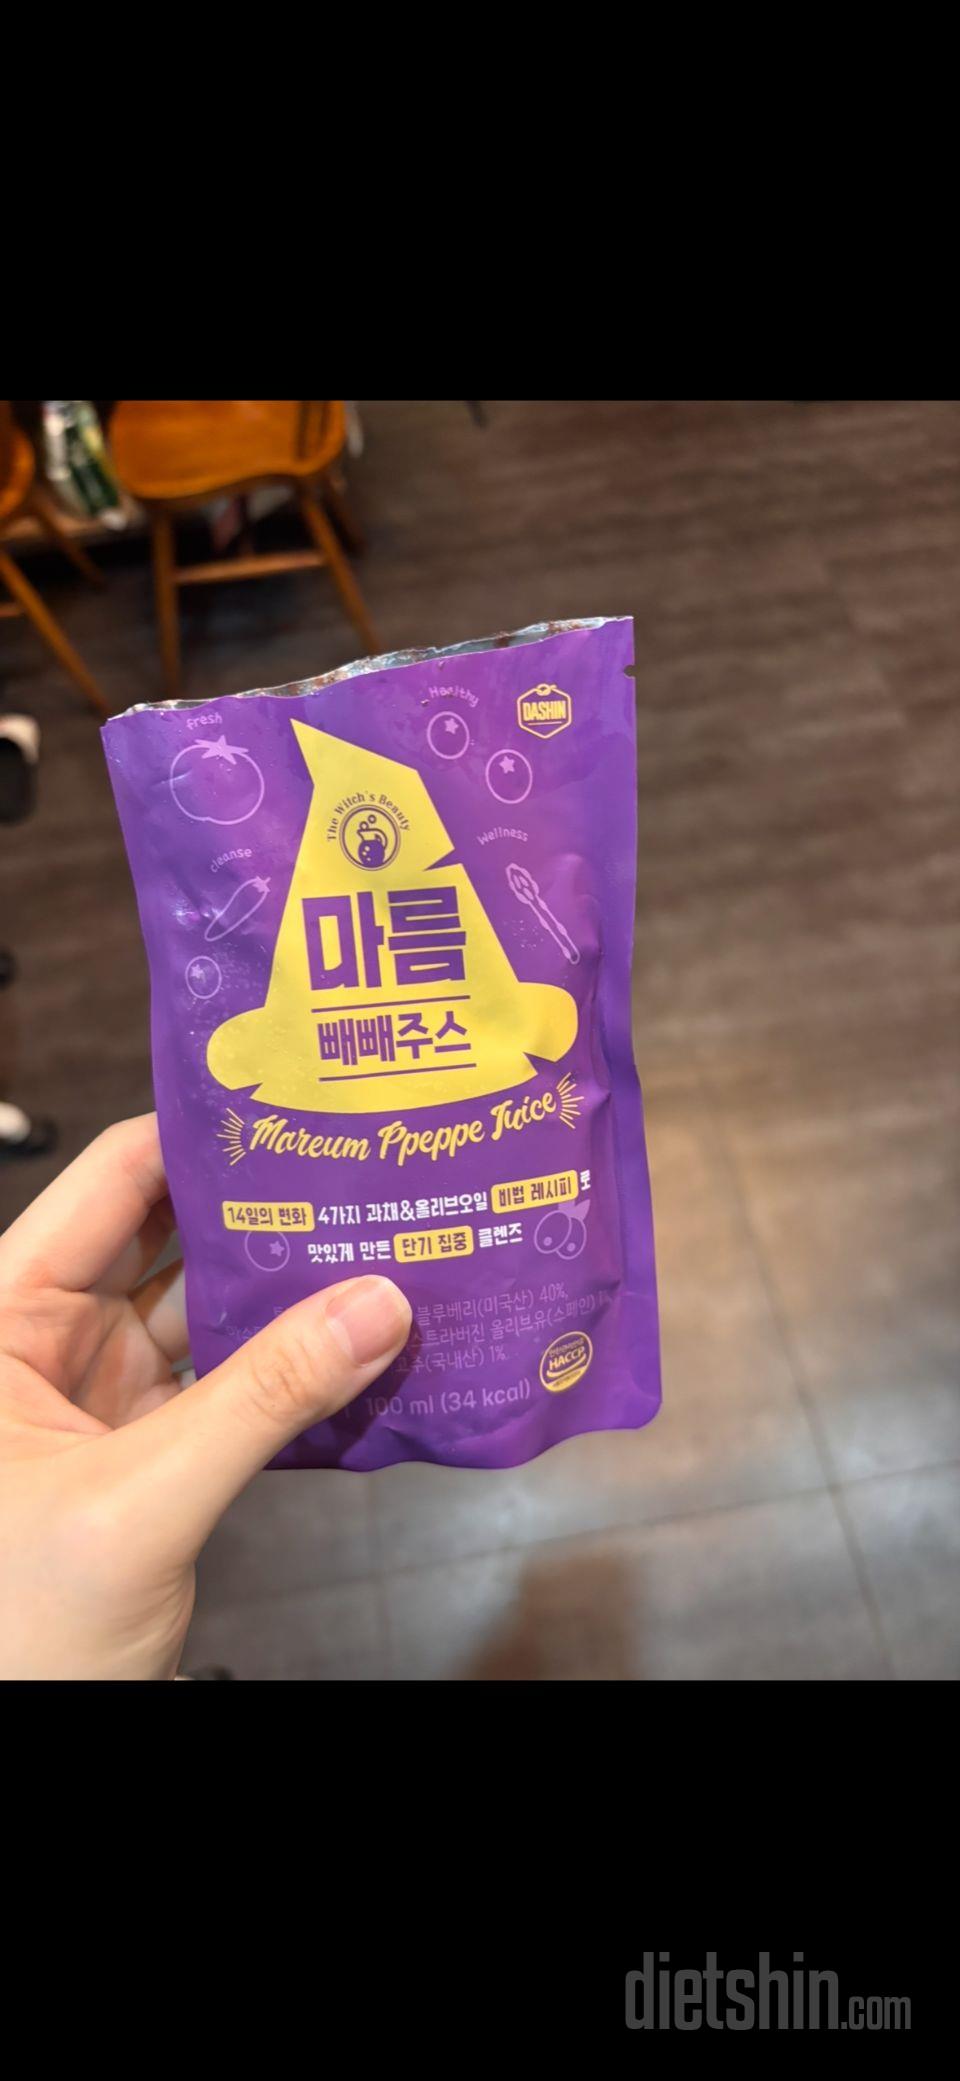 fresh
Healthy
DASHIN
The Witch's Beauty
cleanse
Wellness
마름
빼빼주스
Mareum Ppeppe Juice
14일의 변화 4가지 과채&올리브오일 비법 레시피로
맛있게 만든 단기 집중 클렌즈
블루베리(미국산) 40%,
스트라버진 올리브유(스페인)
고추(국내산) 1%
100 ml (34 kcal)
HACCP
dietshin.com